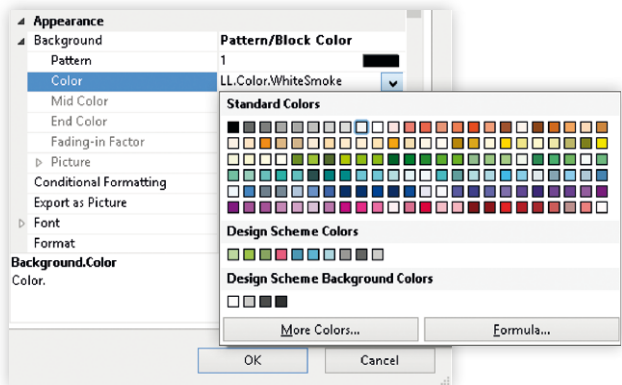 Appearance
Background Pattern/Block Color
Pattern 1
Color LL.Color.WhiteSmoke
Mid Color
End Color
Fading-in Factor
Picture
Conditional Formatting
Export as Picture
Font
Format
Background.Color
Color.
Standard Colors
Design Scheme Colors
Design Scheme Background Colors
More Colors... Formula...
OK Cancel